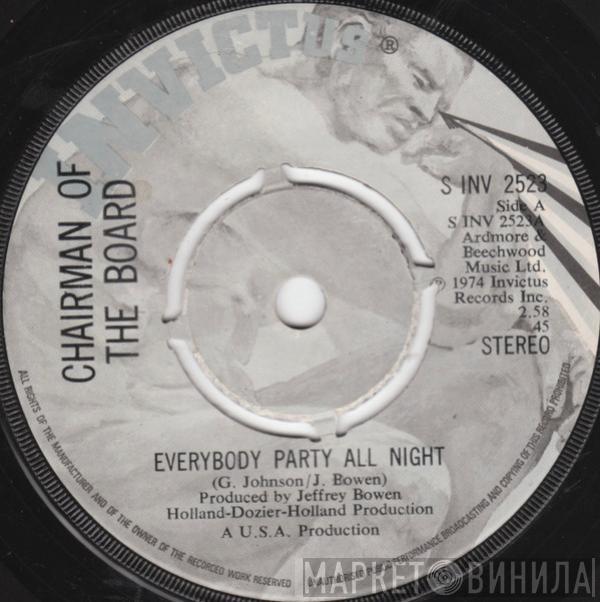 INVICTUS®
CHAIRMAN OF
THE BOARD
S INV 2523
Side A
S INV 2523A
Ardmore &
Beechwood
Music Ltd.
℗ 1974 Invictus
Records Inc.
2.58
45
STEREO
EVERYBODY PARTY ALL NIGHT
(G. Johnson/J. Bowen)
Produced by Jeffrey Bowen
Holland-Dozier-Holland Production
A U.S.A. Production
ALL RIGHTS OF THE MANUFACTURER AND OF THE OWNER OF THE RECORDED WORK RESERVED
UNAUTHORISED PUBLIC PERFORMANCE BROADCASTING AND COPYING OF THIS RECORD PROHIBITED
МАРКЕТ ВИНИЛА